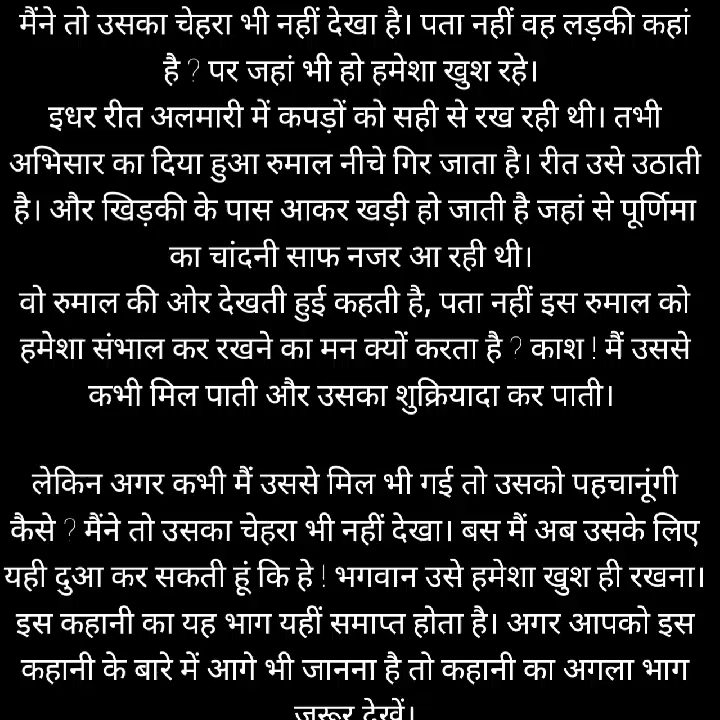 मैंने तो उसका चेहरा भी नहीं देखा है। पता नहीं वह लड़की कहां
है ? पर जहां भी हो हमेशा खुश रहे।
इधर रीत अलमारी में कपड़ों को सही से रख रही थी। तभी
अभिसार का दिया हुआ रुमाल नीचे गिर जाता है। रीत उसे उठाती
है। और खिड़की के पास आकर खड़ी हो जाती है जहां से पूर्णिमा
का चांदनी साफ नजर आ रही थी।
वो रुमाल की ओर देखती हुई कहती है, पता नहीं इस रुमाल को
हमेशा संभाल कर रखने का मन क्यों करता है ? काश ! मैं उससे
कभी मिल पाती और उसका शुक्रियादा कर पाती।
लेकिन अगर कभी मैं उससे मिल भी गई तो उसको पहचानूंगी
कैसे ? मैंने तो उसका चेहरा भी नहीं देखा। बस मैं अब उसके लिए
यही दुआ कर सकती हूं कि हे ! भगवान उसे हमेशा खुश ही रखना।
इस कहानी का यह भाग यहीं समाप्त होता है। अगर आपको इस
कहानी के बारे में आगे भी जानना है तो कहानी का अगला भाग
जरूर देखें।